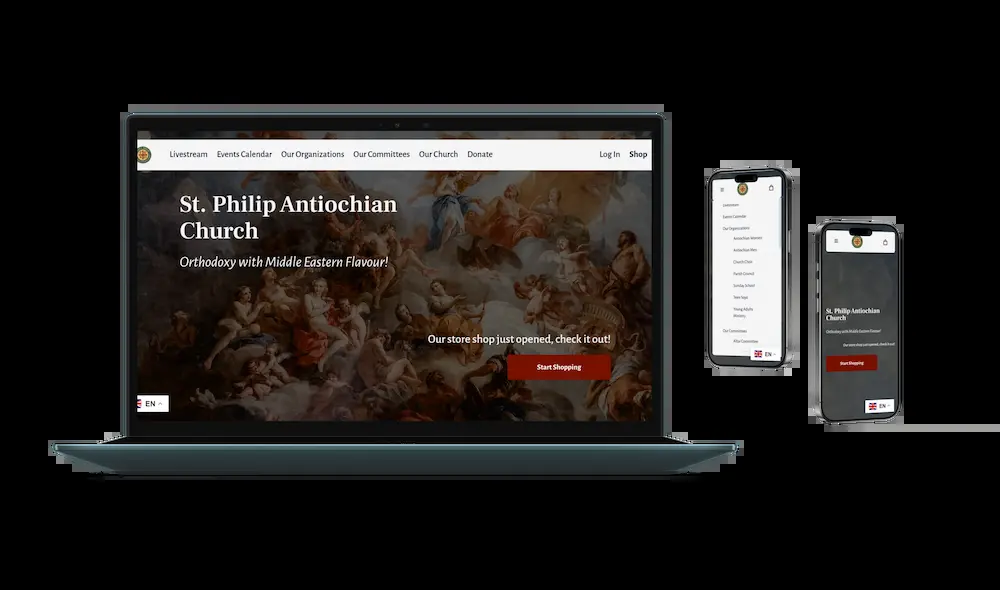 Livestream Events Calendar Our Organizations Our Committees Our Church Donate Log In Shop
St. Philip Antiochian
Church
Orthodoxy with Middle Eastern Flavour!
Our store shop just opened, check it out!
Start Shopping
EN
Livestream
Events Calendar
Our Organizations
Antiochian Women
Antiochian Men
Church Choir
Parish Council
Sunday School
Teen Soyo
Young Adults
Ministry
Our Committees
Altar Committee
EN
St. Philip Antiochian
Church
Orthodoxy with Middle Eastern Flavour!
Our store shop just opened, check it out!
Start Shopping
EN